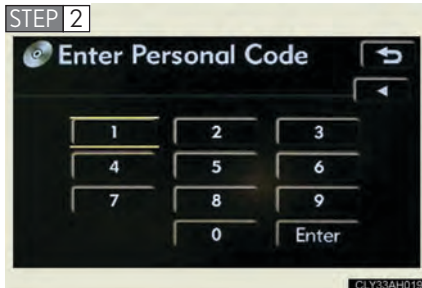 STEP 2
Enter Personal Code
1 2 3
4 5 6
7 8 9
0 Enter
CLY33AH019